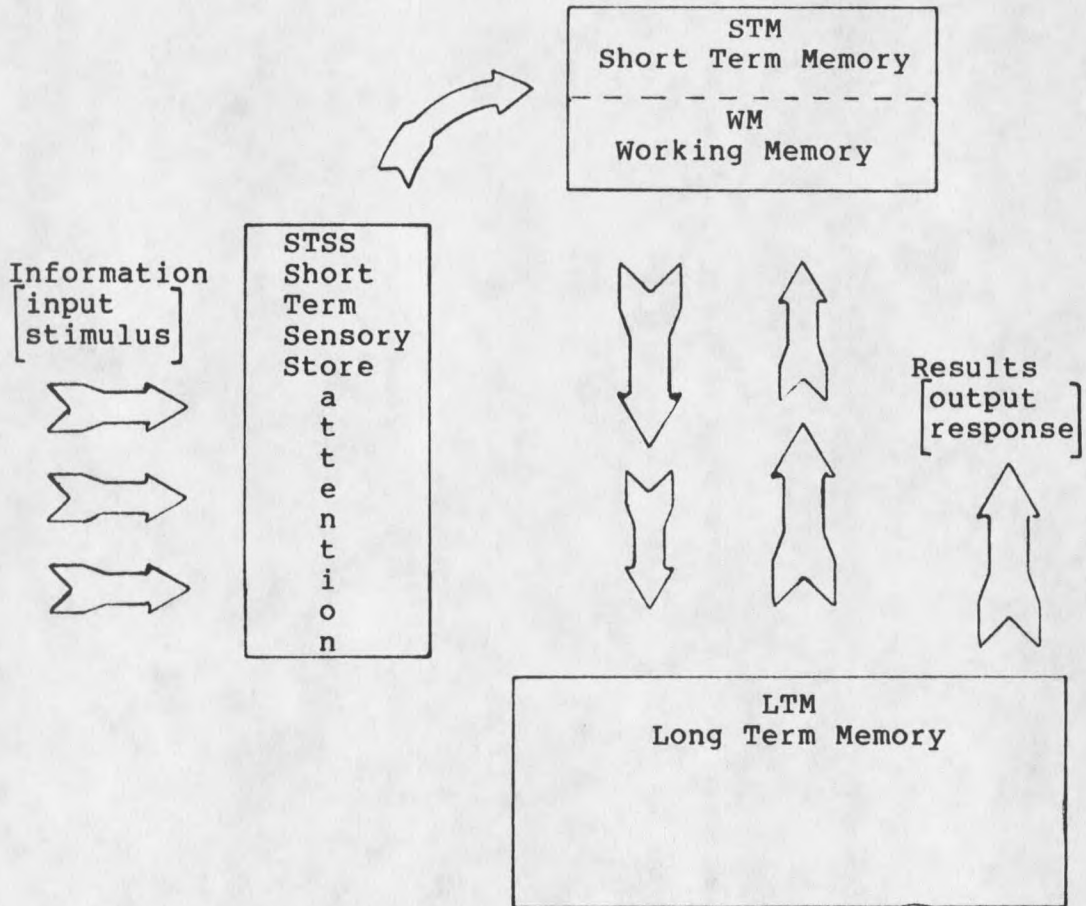 STM
Short Term Memory
WM
Working Memory
STSS
Short
Term
Sensory
Store
a
t
t
e
n
t
i
o
n
Information
[input
stimulus]
Results
[output
response]
LTM
Long Term Memory